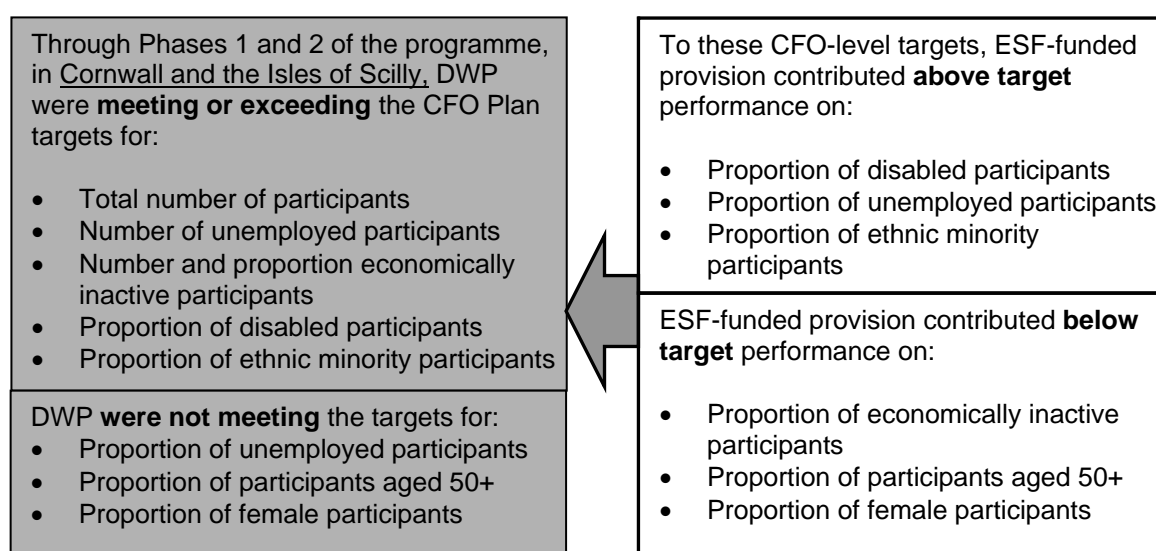 Through Phases 1 and 2 of the programme,
in Cornwall and the Isles of Scilly, DWP
were meeting or exceeding the CFO Plan
targets for:
• Total number of participants
• Number of unemployed participants
• Number and proportion economically
inactive participants
• Proportion of disabled participants
• Proportion of ethnic minority participants
DWP were not meeting the targets for:
• Proportion of unemployed participants
• Proportion of participants aged 50+
• Proportion of female participants
To these CFO-level targets, ESF-funded
provision contributed above target
performance on:
• Proportion of disabled participants
• Proportion of unemployed participants
• Proportion of ethnic minority
participants
ESF-funded provision contributed below
target performance on:
• Proportion of economically inactive
participants
• Proportion of participants aged 50+
• Proportion of female participants